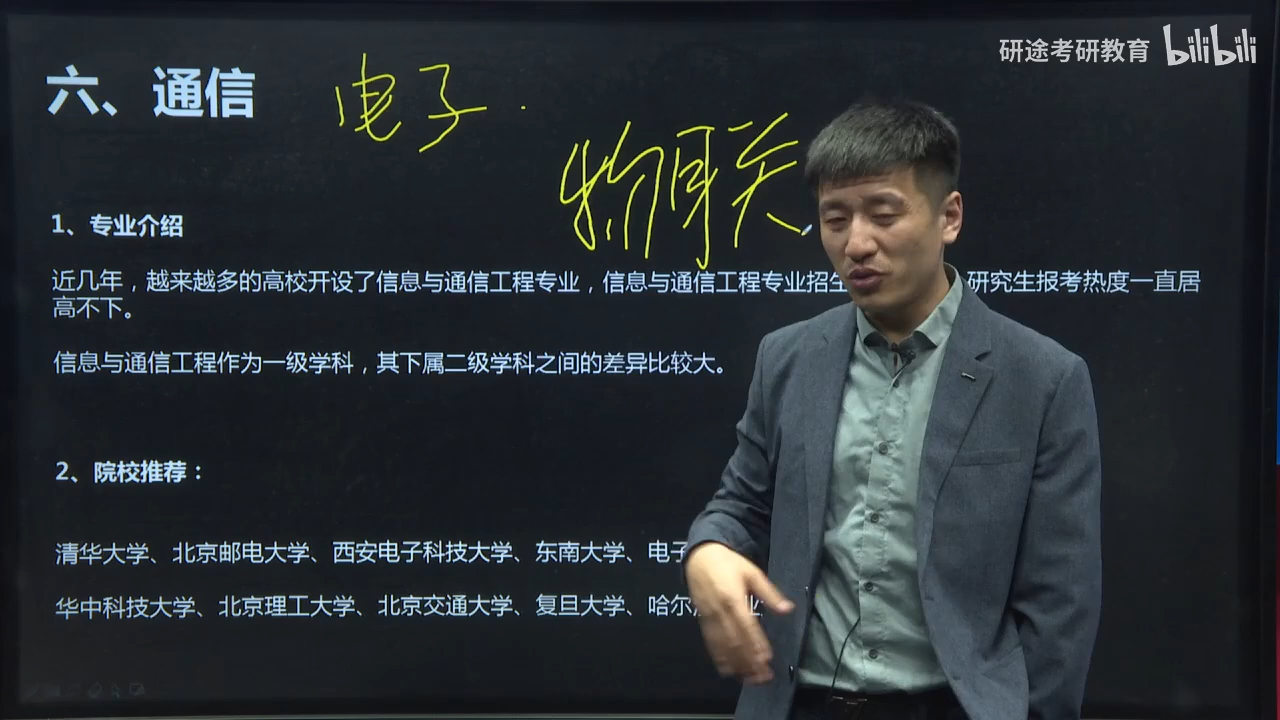 研途考研教育 bilibili
六、通信 电子
物联
1、专业介绍
近几年，越来越多的高校开设了信息与通信工程专业，信息与通信工程专业招生 研究生报考热度一直居
高不下。
信息与通信工程作为一级学科，其下属二级学科之间的差异比较大。
2、院校推荐：
清华大学、北京邮电大学、西安电子科技大学、东南大学、电子
华中科技大学、北京理工大学、北京交通大学、复旦大学、哈尔 业